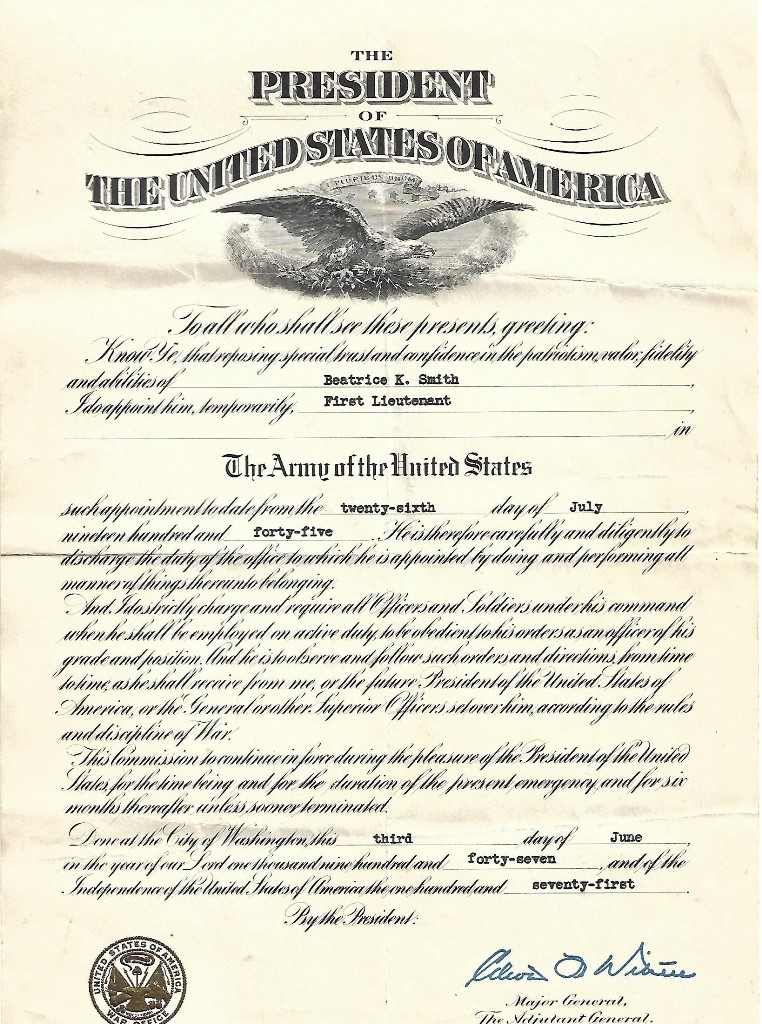 THE
PRESIDENT
OF
THE UNITED STATES OF AMERICA
E PLURIBUS UNUM
To all who shall see these presents, greeting:
Know Ye, that reposing special trust and confidence in the patriotism, valor, fidelity
and abilities of Beatrice K. Smith,
I do appoint him, temporarily, First Lieutenant
in
The Army of the United States
such appointment to date from the twenty-sixth day of July,
nineteen hundred and forty-five. He is therefore carefully and diligently to
discharge the duty of the office to which he is appointed by doing and performing all
manner of things thereunto belonging.
And I do strictly charge and require all Officers and Soldiers under his command
when he shall be employed on active duty, to be obedient to his orders as an officer of his
grade and position. And he is to observe and follow such orders and directions, from time
to time, as he shall receive from me, or the future President of the United States of
America, or the General or other Superior Officers set over him, according to the rules
and discipline of War.
This Commission to continue in force during the pleasure of the President of the United
States, for the time being and for the duration of the present emergency, and for six
months thereafter unless sooner terminated.
Done at the City of Washington, this third day of June,
in the year of our Lord one thousand nine hundred and forty-seven, and of the
Independence of the United States of America the one hundred and seventy-first.
By the President:
UNITED STATES OF AMERICA
WAR OFFICE
Major General,
The Adjutant General.